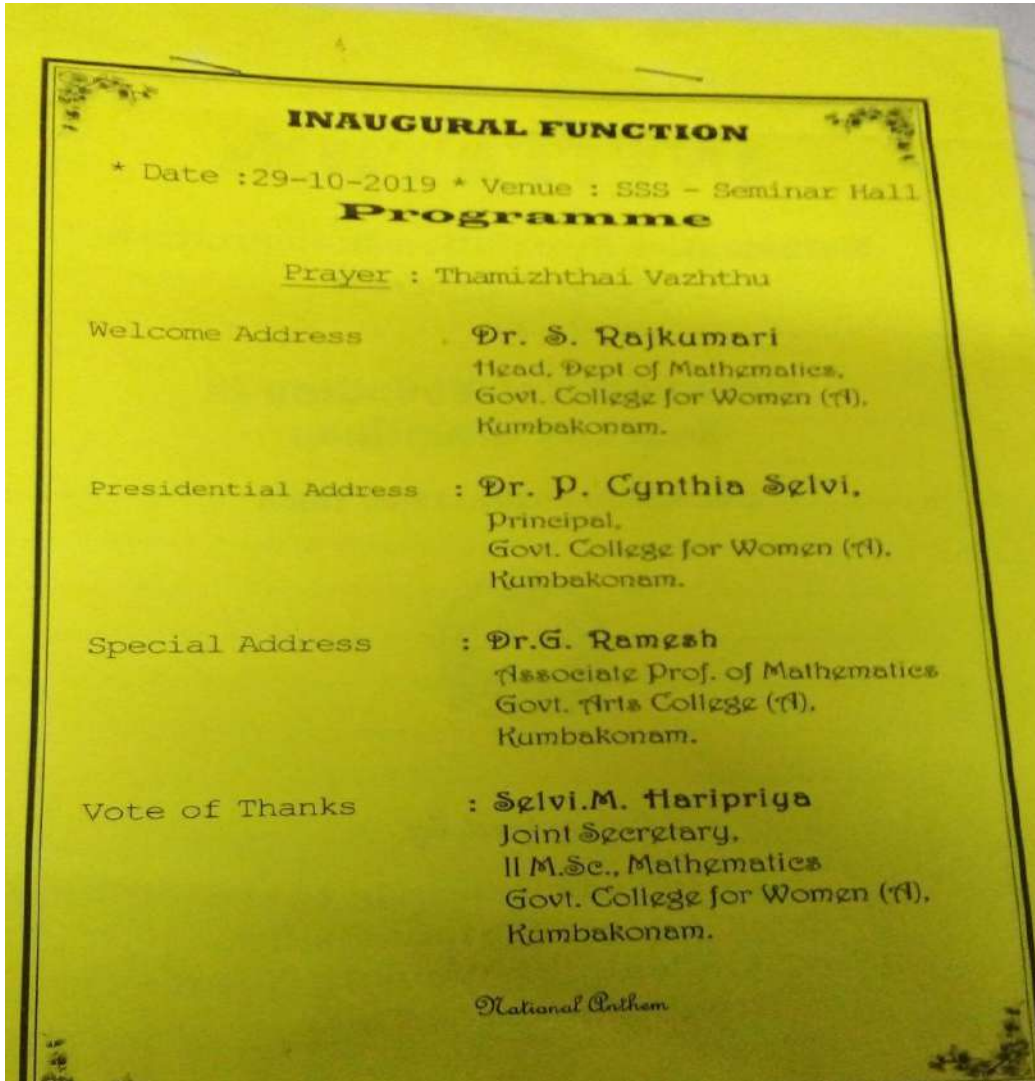 INAUGURAL FUNCTION
* Date :29-10-2019 * Venue : SSS - Seminar Hall
Programme
Prayer : Thamizhthai Vazhthu
Welcome Address : Dr. S. Rajkumari
Head, Dept of Mathematics,
Govt. College for Women (A),
Kumbakonam.
Presidential Address : Dr. P. Cynthia Selvi,
Principal,
Govt. College for Women (A),
Kumbakonam.
Special Address : Dr.G. Ramesh
Associate Prof. of Mathematics
Govt. Arts College (A),
Kumbakonam.
Vote of Thanks : Selvi.M. Haripriya
Joint Secretary,
II M.Sc., Mathematics
Govt. College for Women (A),
Kumbakonam.
National Anthem